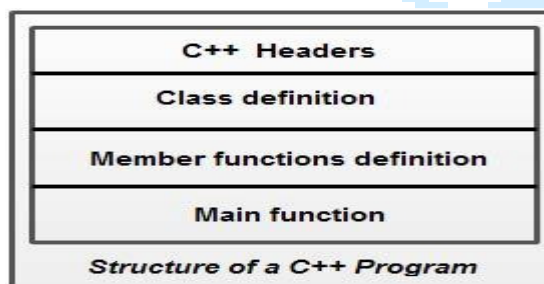 C++ Headers
Class definition
Member functions definition
Main function
Structure of a C++ Program